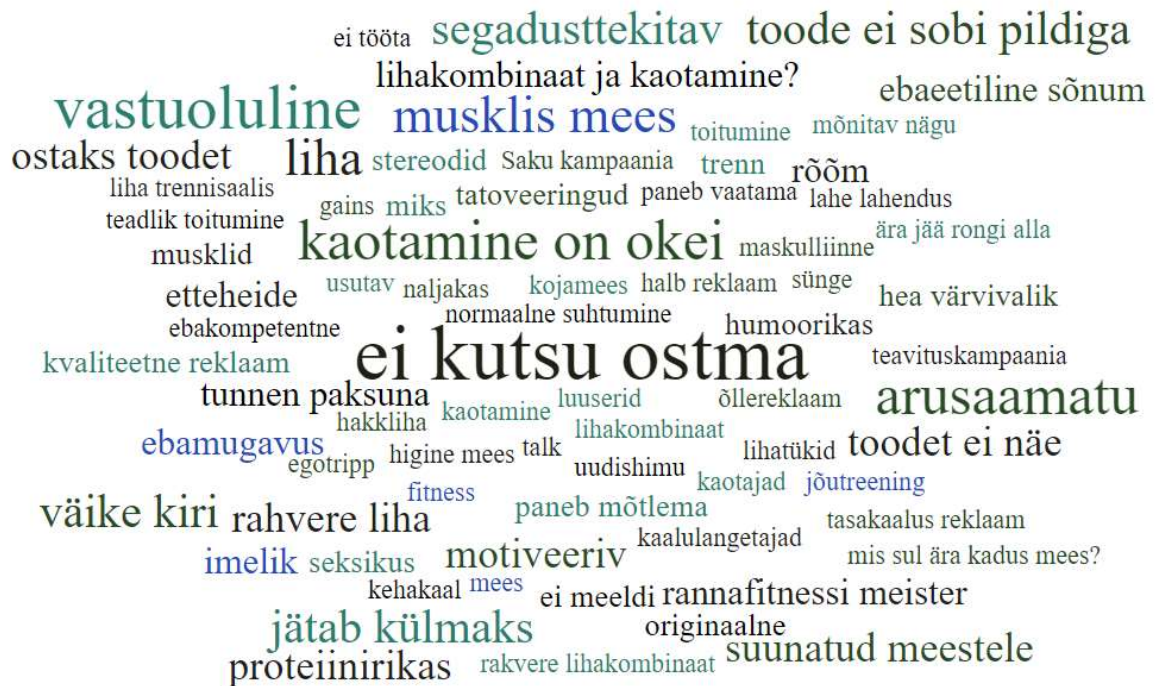 ei tööta segadusttekitav toode ei sobi pildiga
lihakombinaat ja kaotamine?
ebaeetiline sõnum
vastuoluline musklis mees toitumine mõnitav nägu
ostaks toodet liha stereodid Saku kampaania trenn rõõm
liha trennisaalis gains miks tatoveeringud paneb vaatama lahe lahendus
teadlik toitumine kaotamine on okei maskulliinne ära jää rongi alla
musklid
etteheide usutav naljakas kojamees halb reklaam sünge hea värvivalik
ebakompetentne normaalne suhtumine humoorikas
kvaliteetne reklaam ei kutsu ostma teavituskampaania
tunnen paksuna hakkliha kaotamine luuserid õllereklaam arusaamatu
ebamugavus egotripp higine mees talk lihakombinaat lihatükid toodet ei näe
uudishimu
fitness kaotajad jõutreening
väike kiri rahvere liha paneb mõtlema tasakaalus reklaam
imelik seksikus motiveeriv kaalulangetajad mis sul ära kadus mees?
kehakaal mees ei meeldi rannafitnessi meister
jätab külmaks originaalne
proteiinirikas rakvere lihakombinaat suunatud meestele